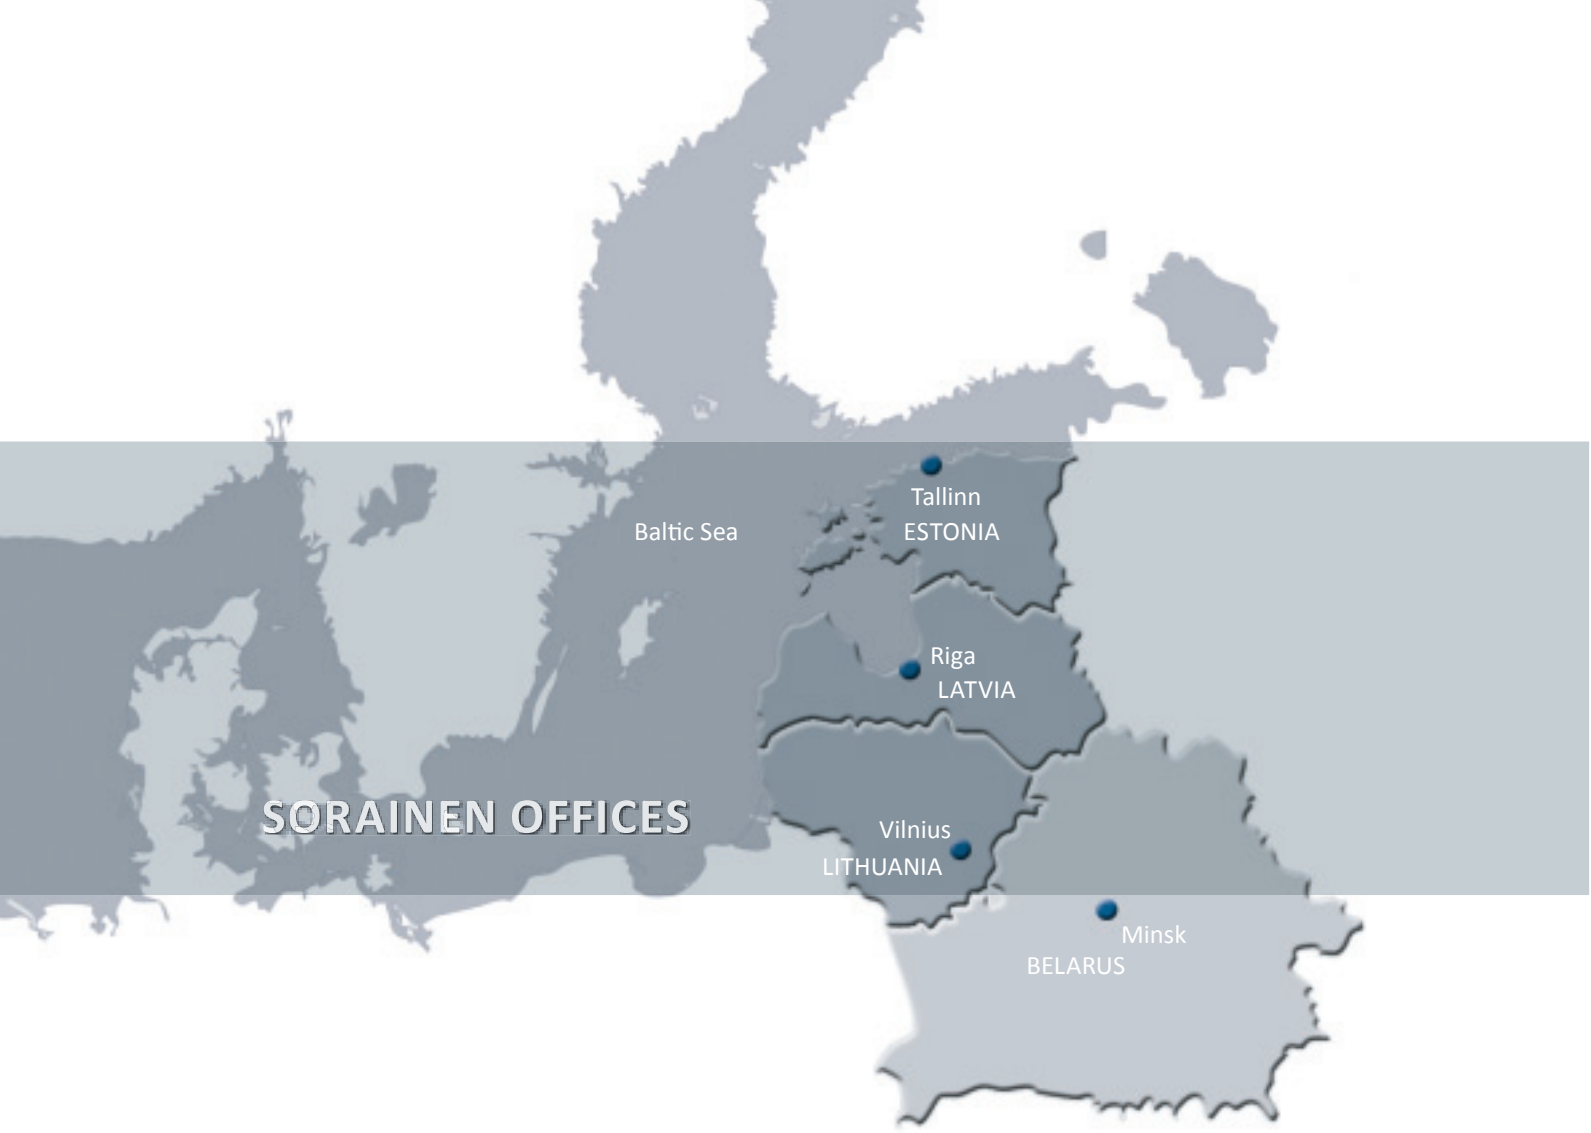 Tallinn
Baltic Sea
ESTONIA
Riga
LATVIA
SORAINEN OFFICES
Vilnius
LITHUANIA
Minsk
BELARUS